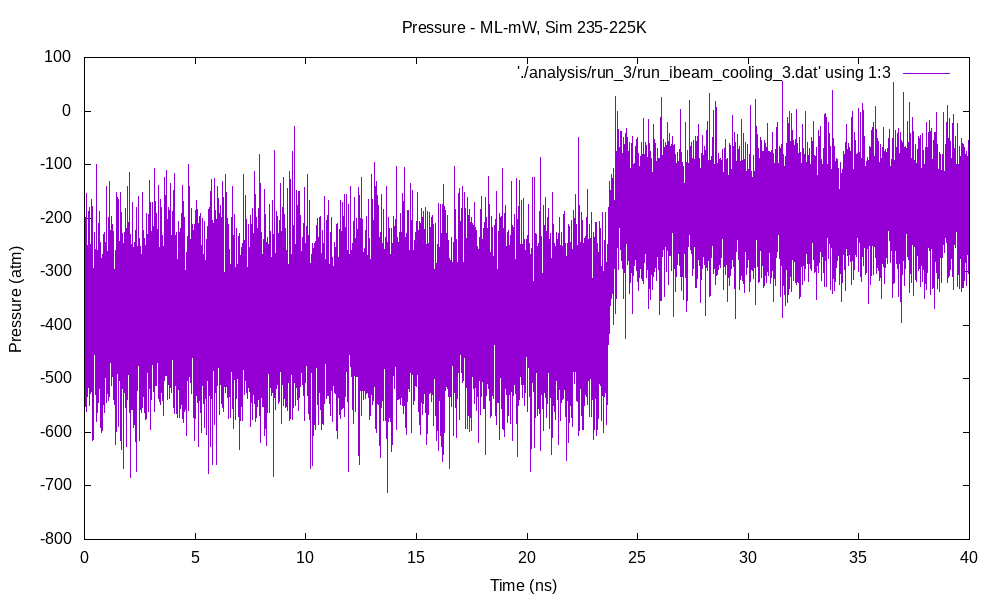 Pressure - ML-mW, Sim 235-225K
'./analysis/run_3/run_ibeam_cooling_3.dat' using 1:3
100
0
-100
-200
-300
-400
-500
-600
-700
-800
Pressure (atm)
0 5 10 15 20 25 30 35 40
Time (ns)